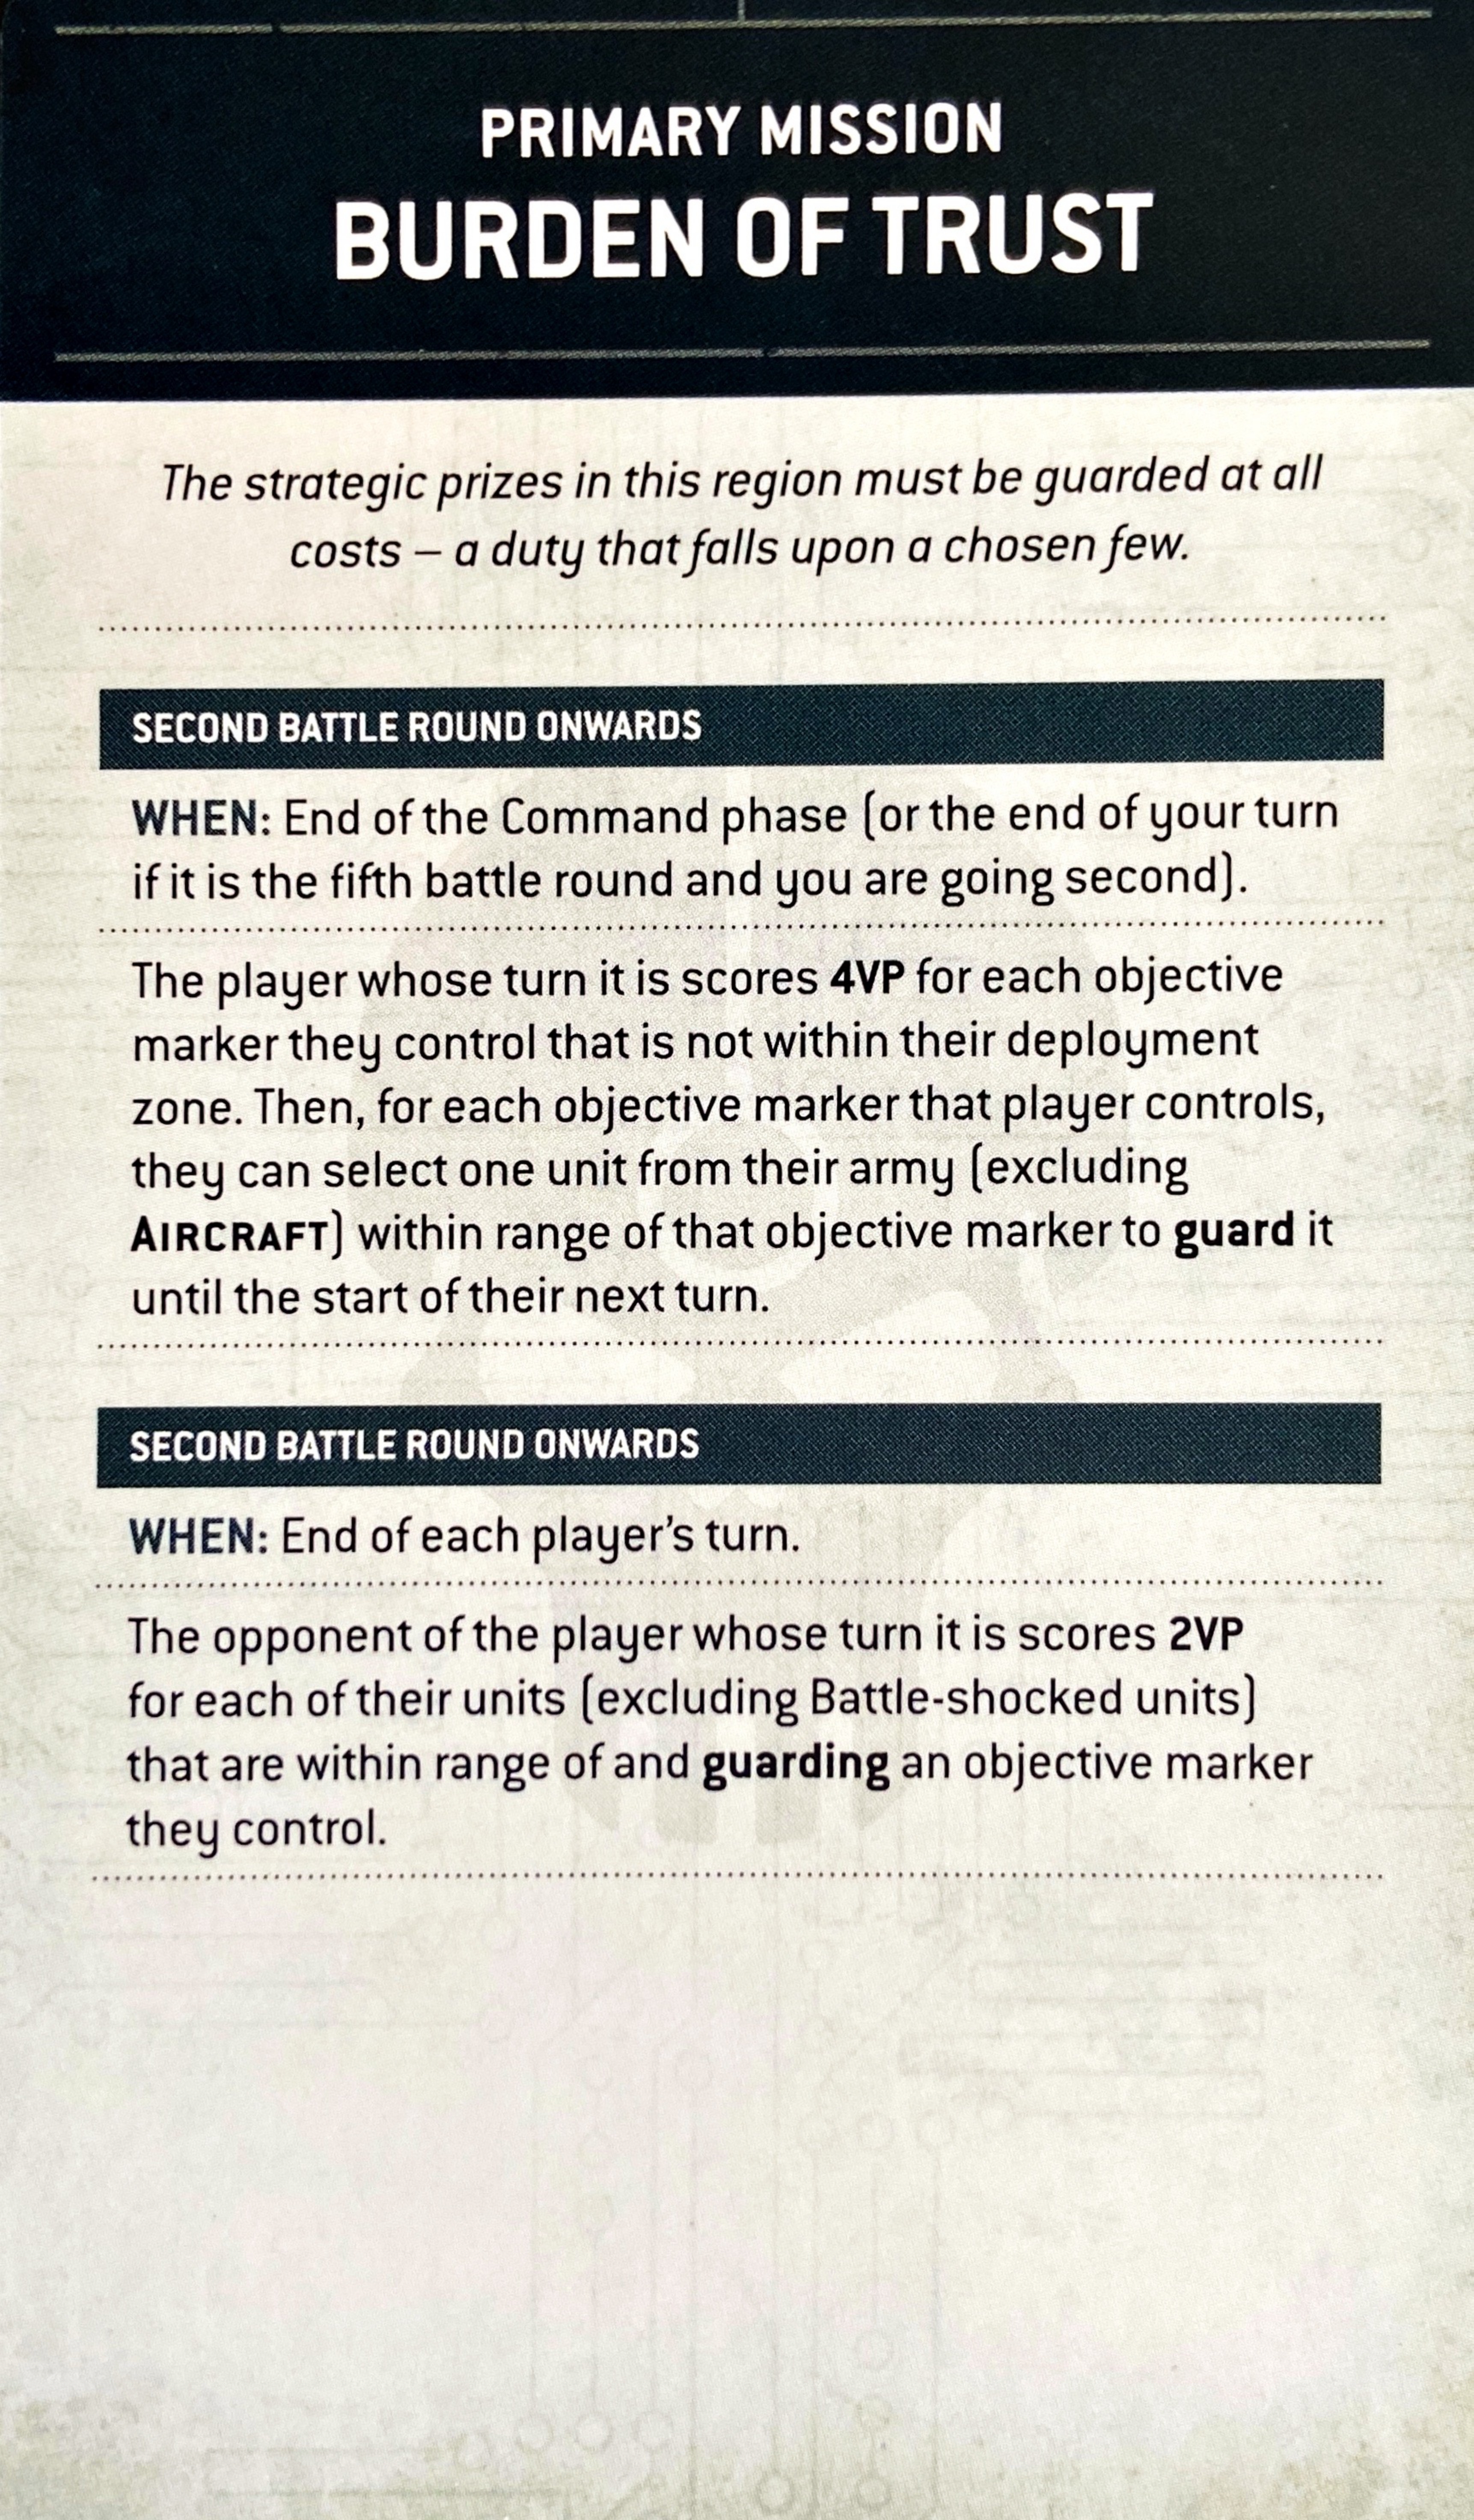 PRIMARY MISSION
BURDEN OF TRUST
The strategic prizes in this region must be guarded at all
costs – a duty that falls upon a chosen few.
SECOND BATTLE ROUND ONWARDS
WHEN: End of the Command phase (or the end of your turn
if it is the fifth battle round and you are going second).
The player whose turn it is scores 4VP for each objective
marker they control that is not within their deployment
zone. Then, for each objective marker that player controls,
they can select one unit from their army (excluding
AIRCRAFT) within range of that objective marker to guard it
until the start of their next turn.
SECOND BATTLE ROUND ONWARDS
WHEN: End of each player's turn.
The opponent of the player whose turn it is scores 2VP
for each of their units (excluding Battle-shocked units)
that are within range of and guarding an objective marker
they control.